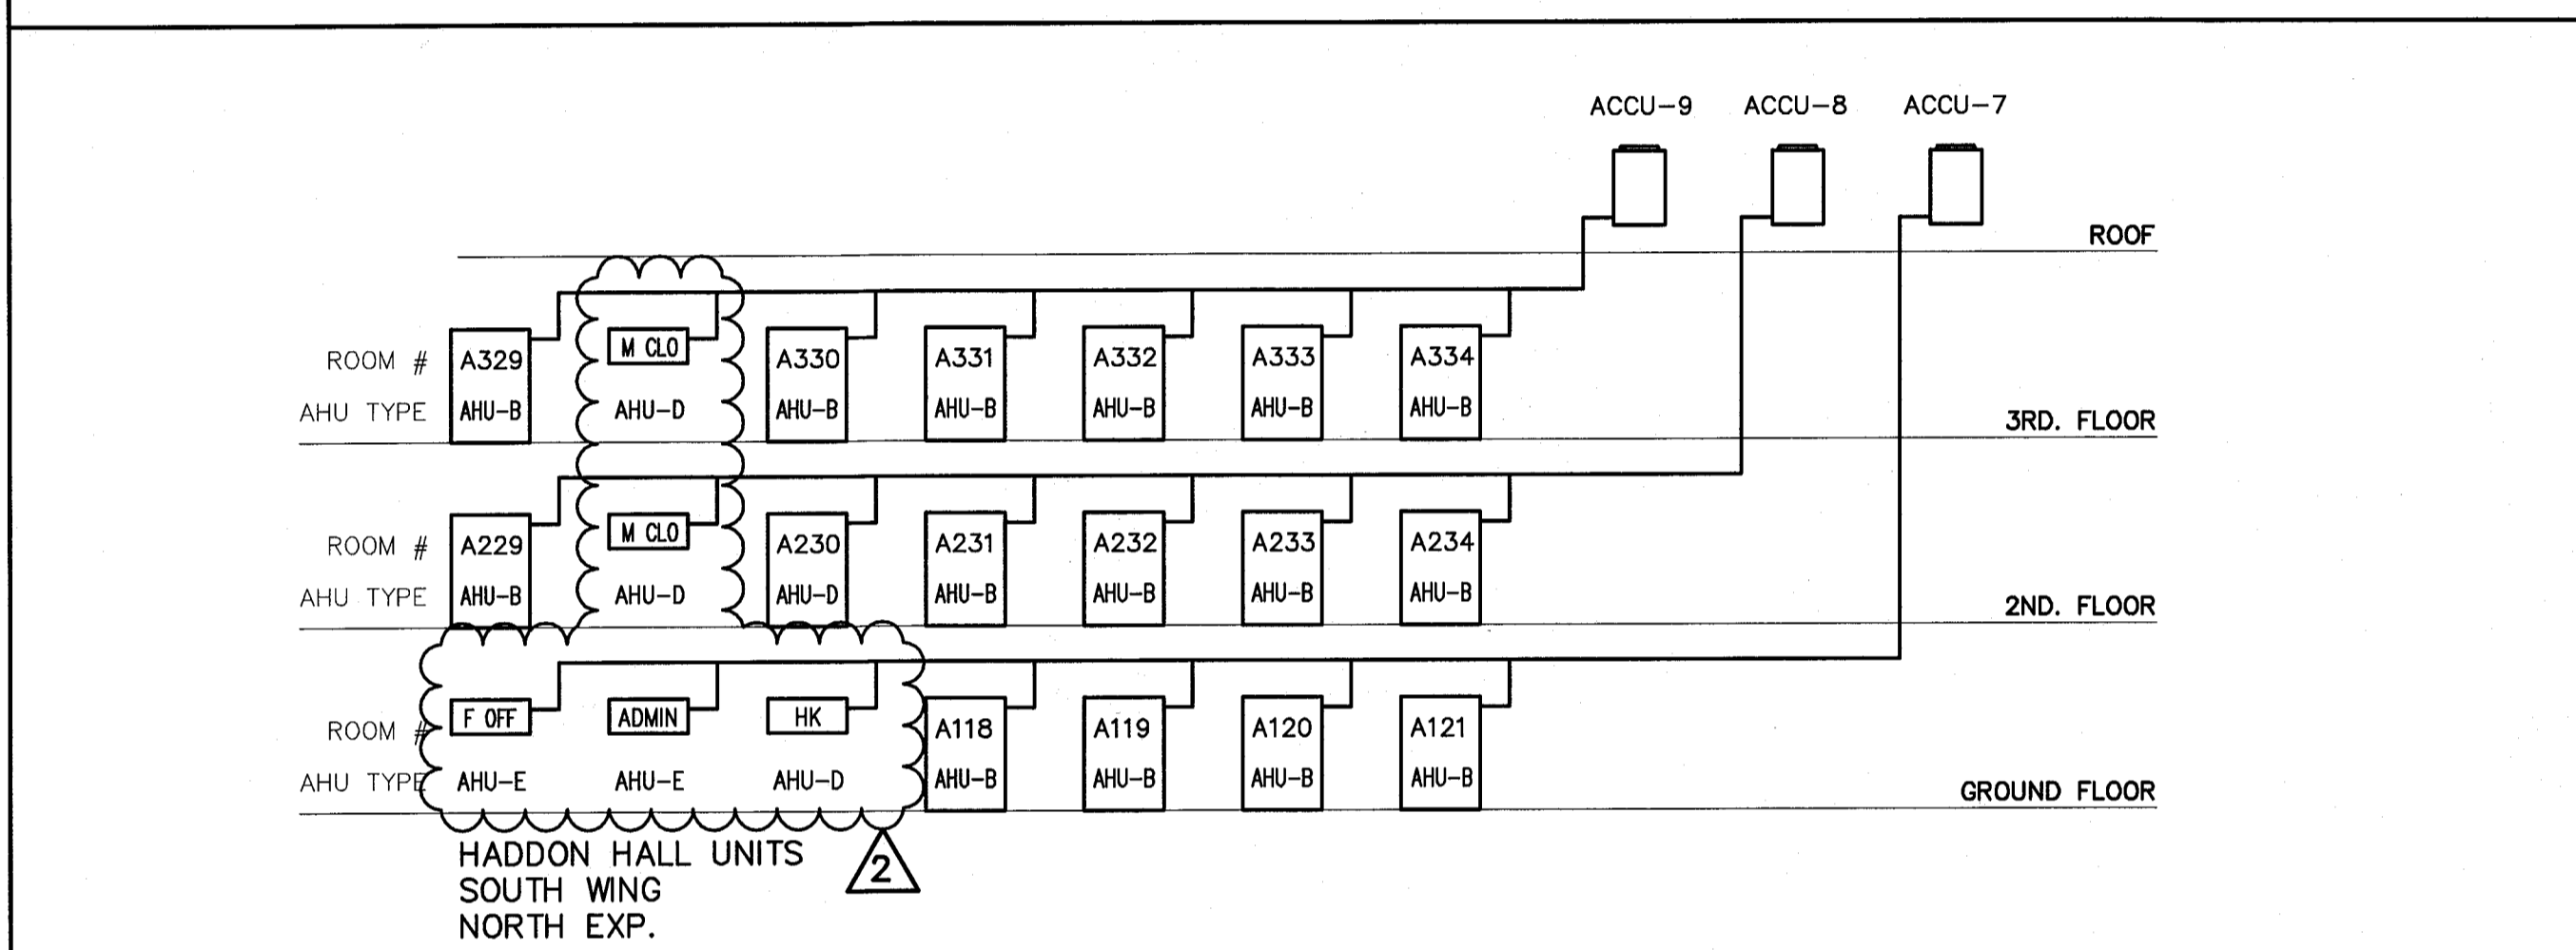 ACCU-9 ACCU-8 ACCU-7
ROOF
ROOM # A329 M CLO A330 A331 A332 A333 A334
AHU TYPE AHU-B AHU-D AHU-B AHU-B AHU-B AHU-B AHU-B
3RD. FLOOR
ROOM # A229 M CLO A230 A231 A232 A233 A234
AHU TYPE AHU-B AHU-D AHU-D AHU-B AHU-B AHU-B AHU-B
2ND. FLOOR
ROOM # F OFF ADMIN HK A118 A119 A120 A121
AHU TYPE AHU-E AHU-E AHU-D AHU-B AHU-B AHU-B AHU-B
GROUND FLOOR
HADDON HALL UNITS
2
SOUTH WING
NORTH EXP.